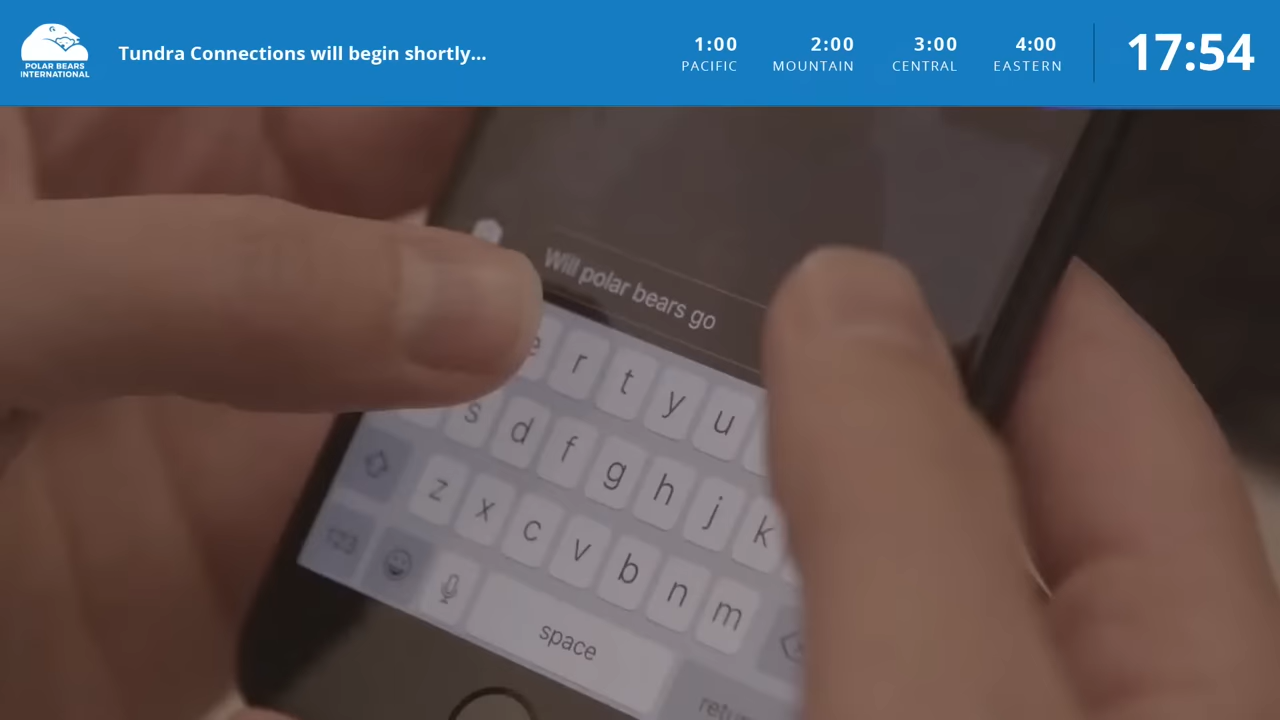 POLAR BEARS
INTERNATIONAL
Tundra Connections will begin shortly...
1:00
PACIFIC
2:00
MOUNTAIN
3:00
CENTRAL
4:00
EASTERN
17:54
Will polar bears go
e r t y u
s d f g h j k
z x c v b n m
123
space